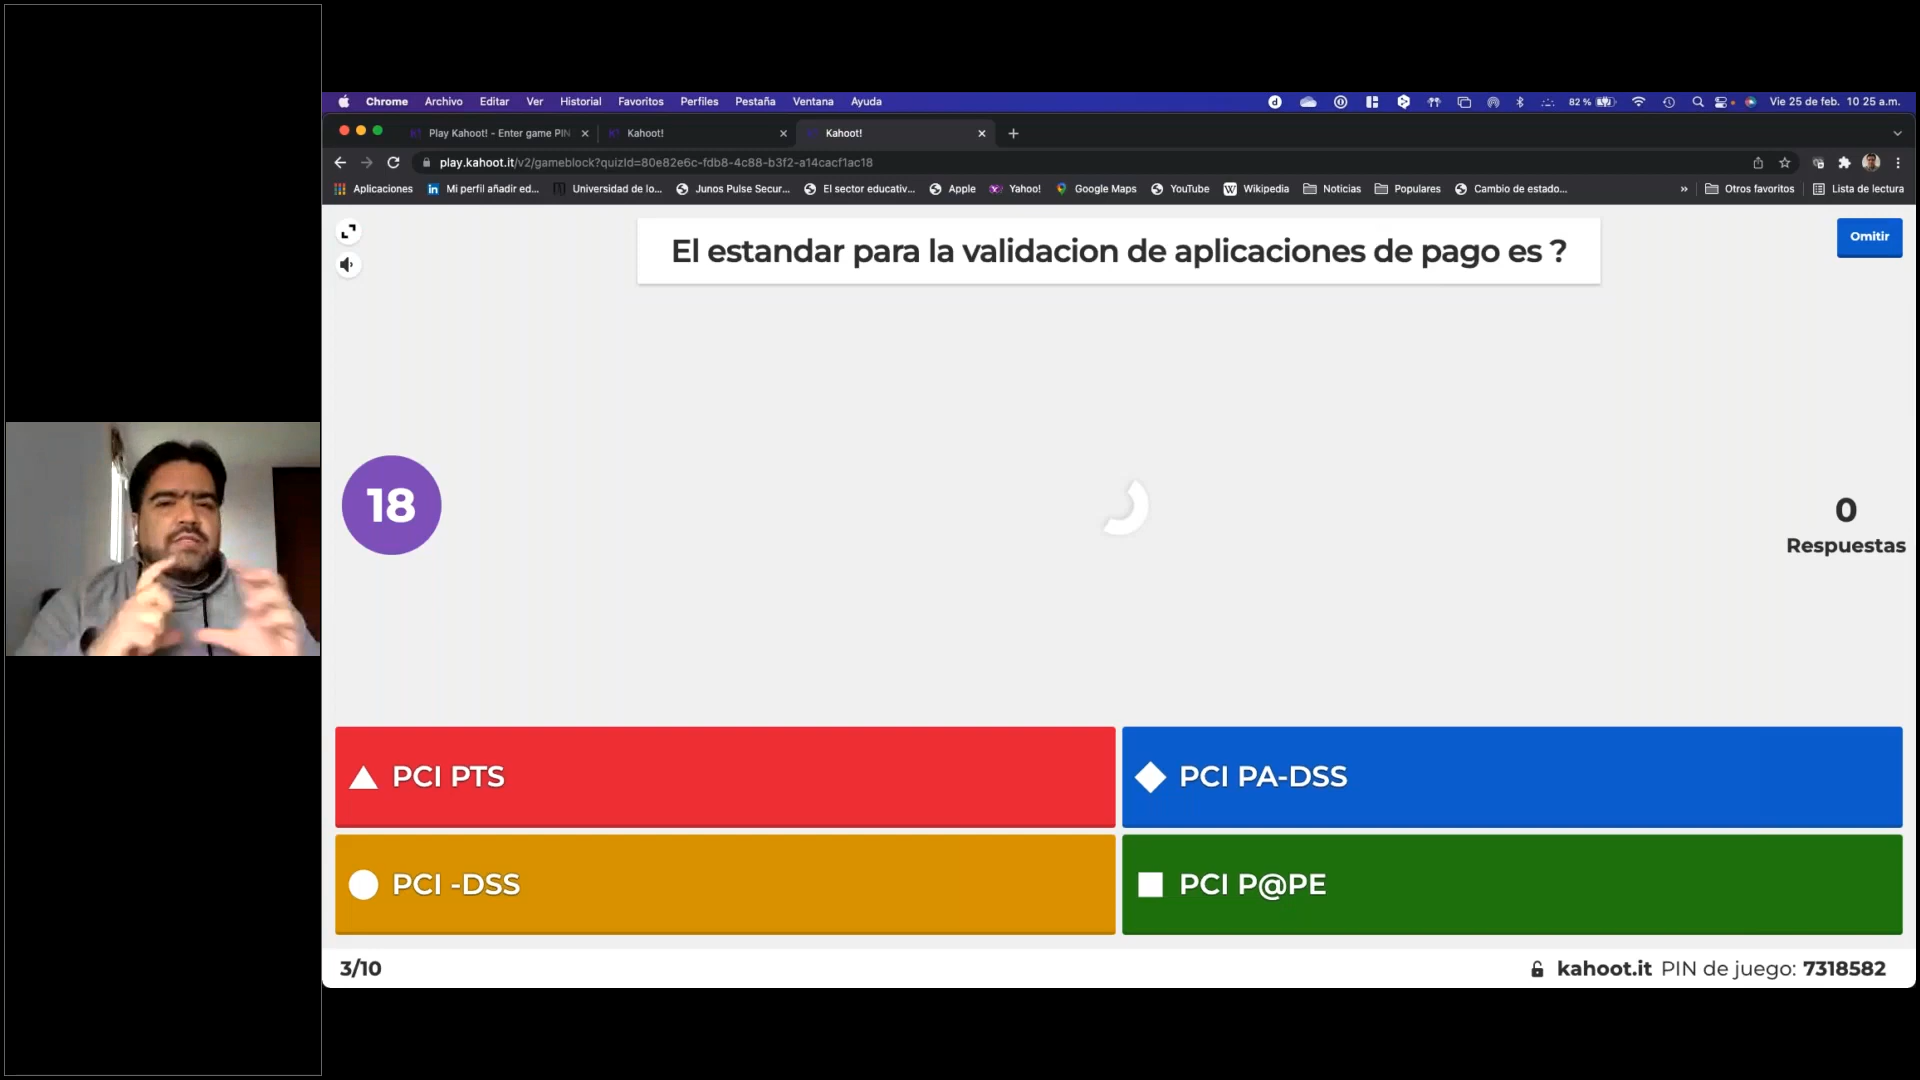 Chrome Archivo Editar Ver Historial Favoritos Perfiles Pestaña Ventana Ayuda 82 % Vie 25 de feb. 10 25 a.m.
Play Kahoot! - Enter game PIN Kahoot! Kahoot!
play.kahoot.it/v2/gameblock?quizId=80e82e6c-fdb8-4c88-b3f2-a14cacf1ac18
Aplicaciones Mi perfil añadir ed... Universidad de lo... Junos Pulse Secur... El sector educativ... Apple Yahoo! Google Maps YouTube Wikipedia Noticias Populares Cambio de estado... » Otros favoritos Lista de lectura
El estandar para la validacion de aplicaciones de pago es ?
Omitir
18
0
Respuestas
PCI PTS
PCI PA-DSS
PCI -DSS
PCI P@PE
3/10
kahoot.it PIN de juego: 7318582